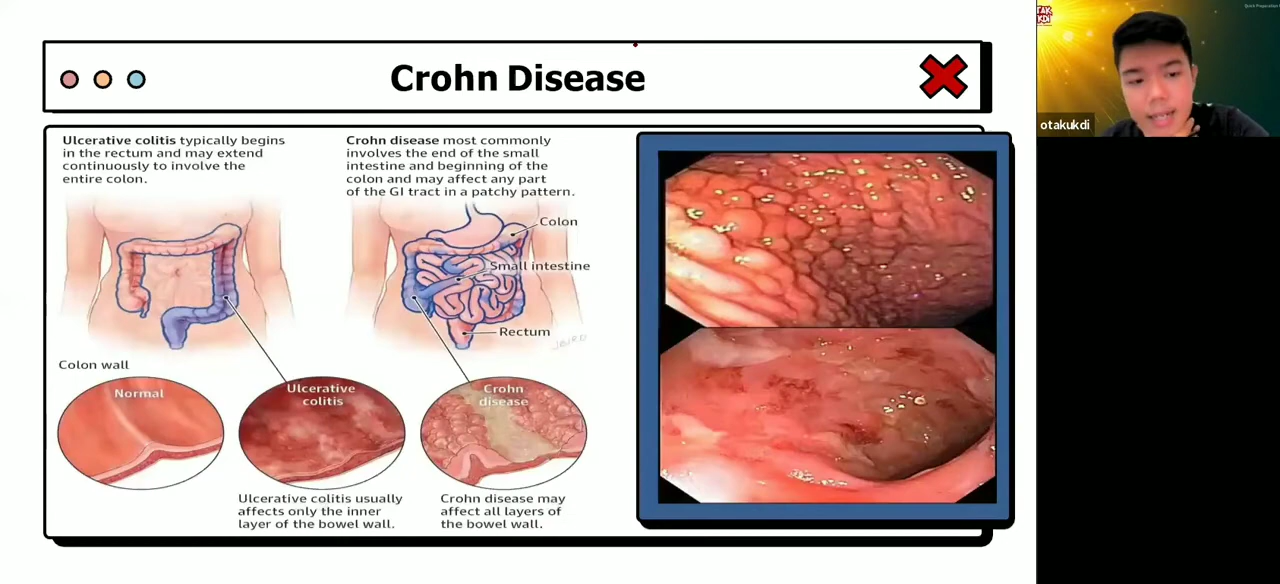 Crohn Disease
Ulcerative colitis typically begins
in the rectum and may extend
continuously to involve the
entire colon.
Crohn disease most commonly
involves the end of the small
intestine and beginning of the
colon and may affect any part
of the GI tract in a patchy pattern.
Colon
Small intestine
Rectum
JBIRD
Colon wall
Normal
Ulcerative
colitis
Crohn
disease
Ulcerative colitis usually
affects only the inner
layer of the bowel wall.
Crohn disease may
affect all layers of
the bowel wall.
otakukdi